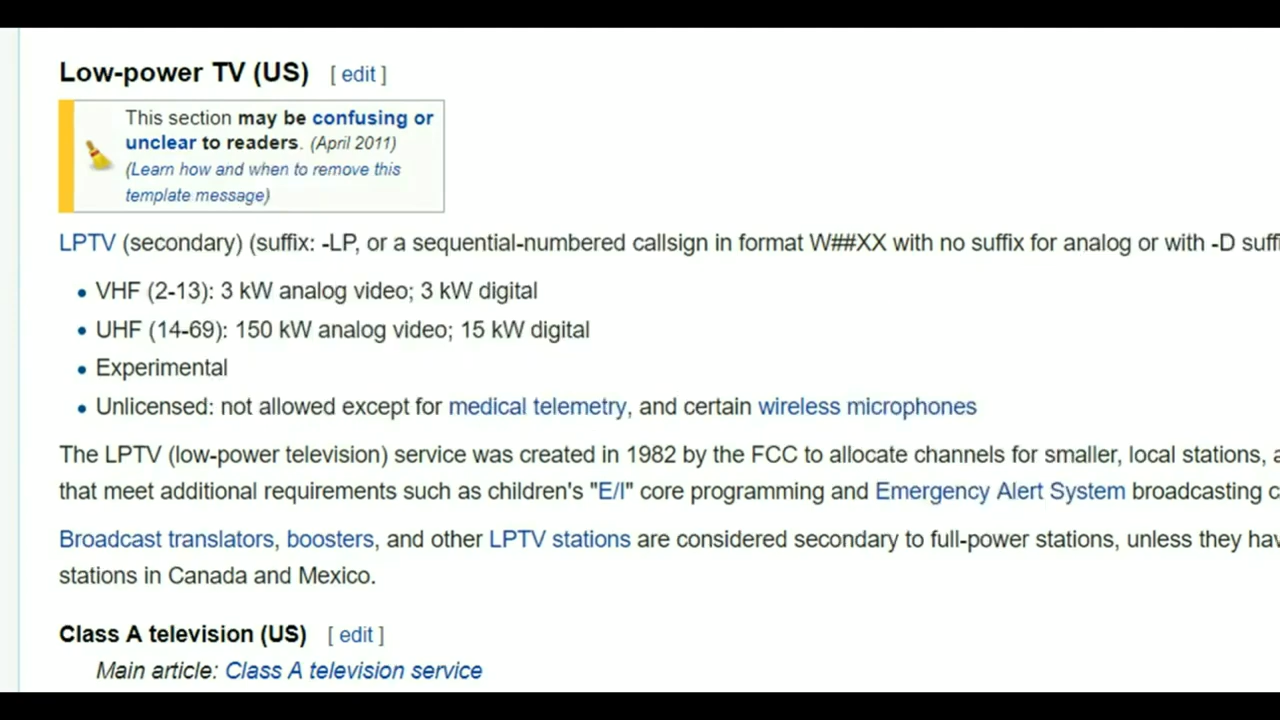 Low-power TV (US) [ edit ]
This section may be confusing or
unclear to readers. (April 2011)
(Learn how and when to remove this
template message)
LPTV (secondary) (suffix: -LP, or a sequential-numbered callsign in format W##XX with no suffix for analog or with -D
VHF (2-13): 3 kW analog video; 3 kW digital
UHF (14-69): 150 kW analog video; 15 kW digital
Experimental
Unlicensed: not allowed except for medical telemetry, and certain wireless microphones
The LPTV (low-power television) service was created in 1982 by the FCC to allocate channels for smaller, local stations,
that meet additional requirements such as children's "E/I" core programming and Emergency Alert System broadcasting
Broadcast translators, boosters, and other LPTV stations are considered secondary to full-power stations, unless they
stations in Canada and Mexico.
Class A television (US) [ edit ]
Main article: Class A television service